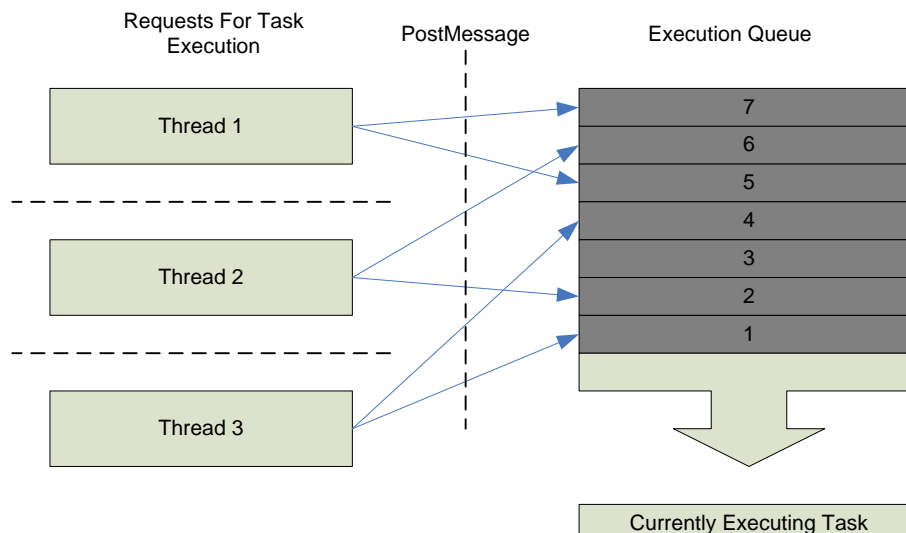 Requests For Task
Execution
PostMessage
Execution Queue
Thread 1
7
6
5
4
Thread 2
3
2
1
Thread 3
Currently Executing Task